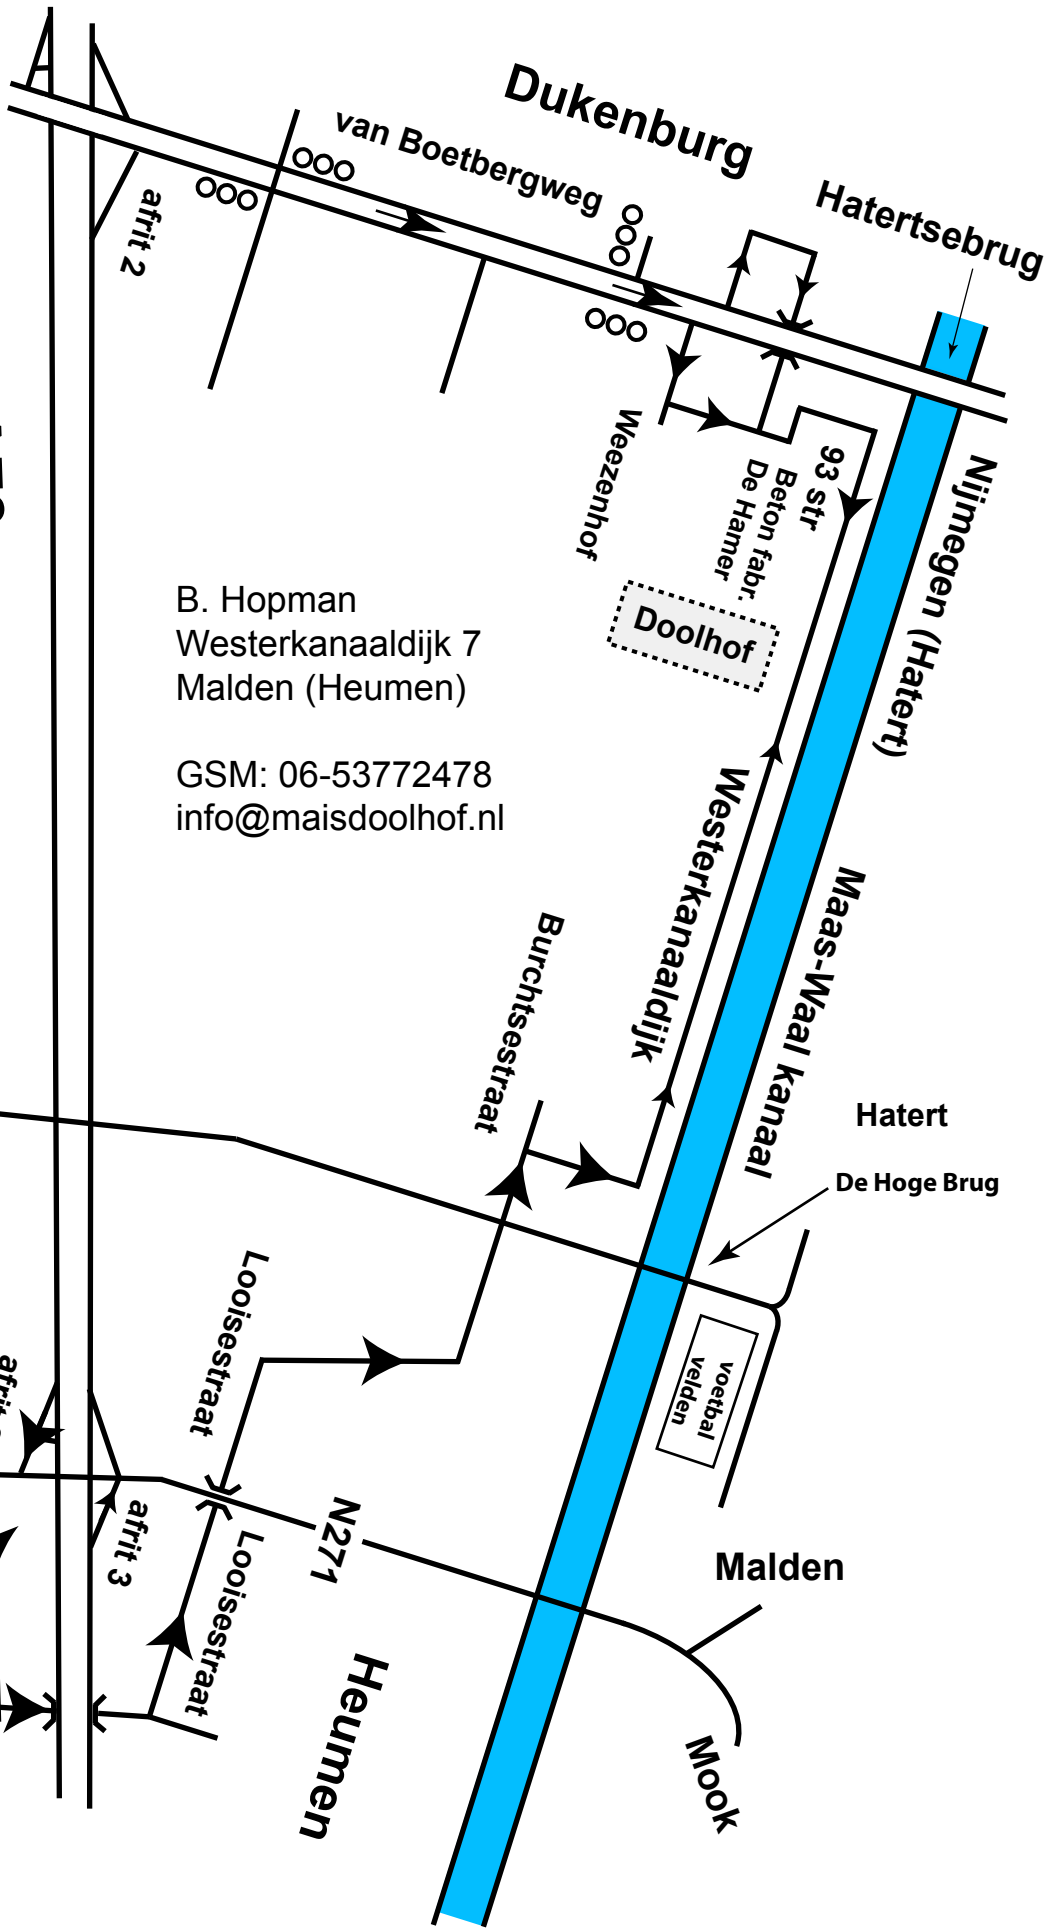 Dukenburg
van Boetbergweg
Hatertsebrug
afrit 2
Weezenhof
93 str
Beton fabr.
De Hamer
Nijmegen (Hatert)
Doolhof
B. Hopman
Westerkanaaldijk 7
Malden (Heumen)
GSM: 06-53772478
info@maisdoolhof.nl
Westerkanaaldijk
Maas-Waal kanaal
Burchtsestraat
Hatert
De Hoge Brug
Looisestraat
voetbal
velden
afrit
N271
afrit 3
Looisestraat
Malden
Heumen
Mook